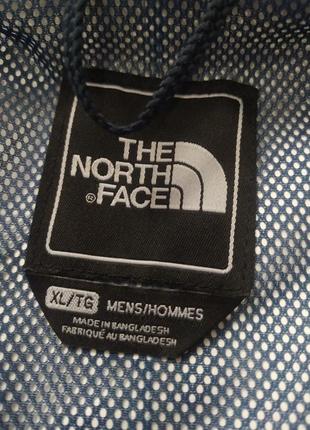 THE
NORTH
FACE®
XL/TG MENS/HOMMES
MADE IN BANGLADESH
FABRIQUÉ AU BANGLADESH